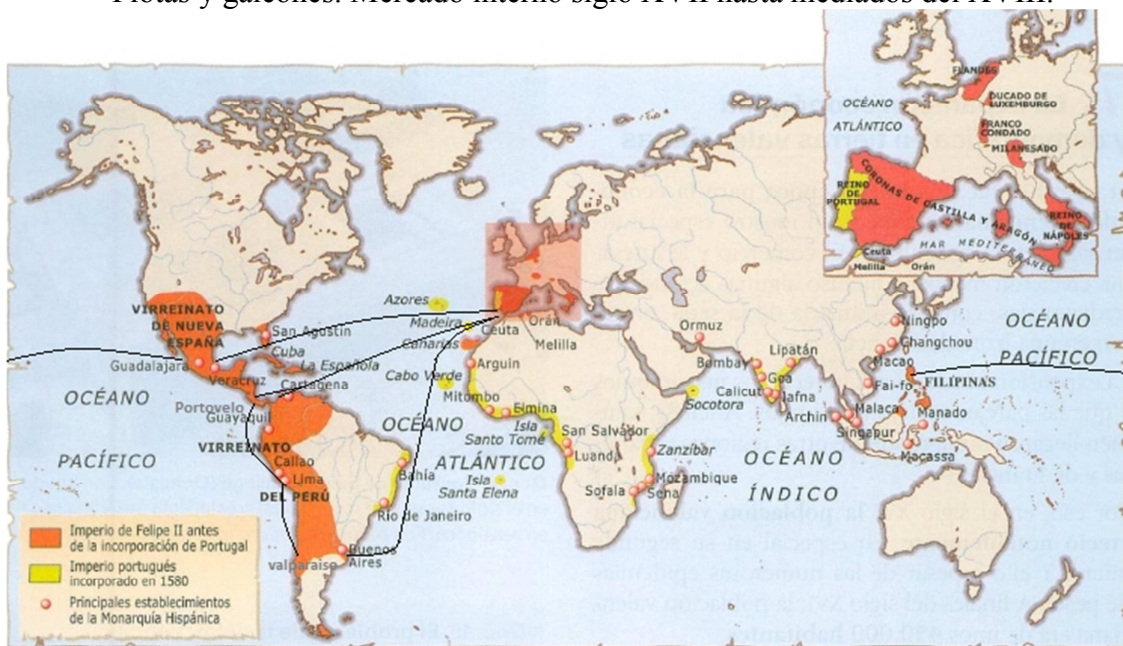 Flotas y galeones. Mercado interno siglo XVII hasta mediados del XVIII.
FLANDES
DUCADO DE
LUXEMBURGO
OCÉANO
ATLÁNTICO
FRANCO
CONDADO
MILANESADO
REINO
DE
PORTUGAL
CORONAS DE CASTILLA Y ARAGÓN
REINO
DE
NÁPOLES
MAR MEDITERRÁNEO
Ceuta
Melilla
Orán
VIRREINATO
DE NUEVA
ESPAÑA
San Agustín
Guadalajara
Cuba
La Española
Veracruz
Cartagena
Portovelo
Guayaquil
VIRREINATO
Callao
Lima
DEL PERÚ
valparaiso
Buenos
Aires
Bahía
Río de Janeiro
OCÉANO
PACÍFICO
OCÉANO
ATLÁNTICO
Azores
Madeira
Canarias
Cabo Verde
Ceuta
Orán
Melilla
Arguin
Mitombo
Elmina
Isla
Santo Tomé
Isla
Santa Elena
San Salvador
Luanda
Zanzíbar
Mozambique
Sofala
Sena
Socotora
Ormuz
Bombay
Lipatán
Goa
Calicut
Jafna
OCÉANO
ÍNDICO
Ningpo
Changchou
Macao
Fai-fo
FILIPINAS
Malaca
Manado
Archin
Singapur
Macassa
OCÉANO
PACÍFICO
Imperio de Felipe II antes
de la incorporación de Portugal
Imperio portugués
incorporado en 1580
Principales establecimientos
de la Monarquía Hispánica